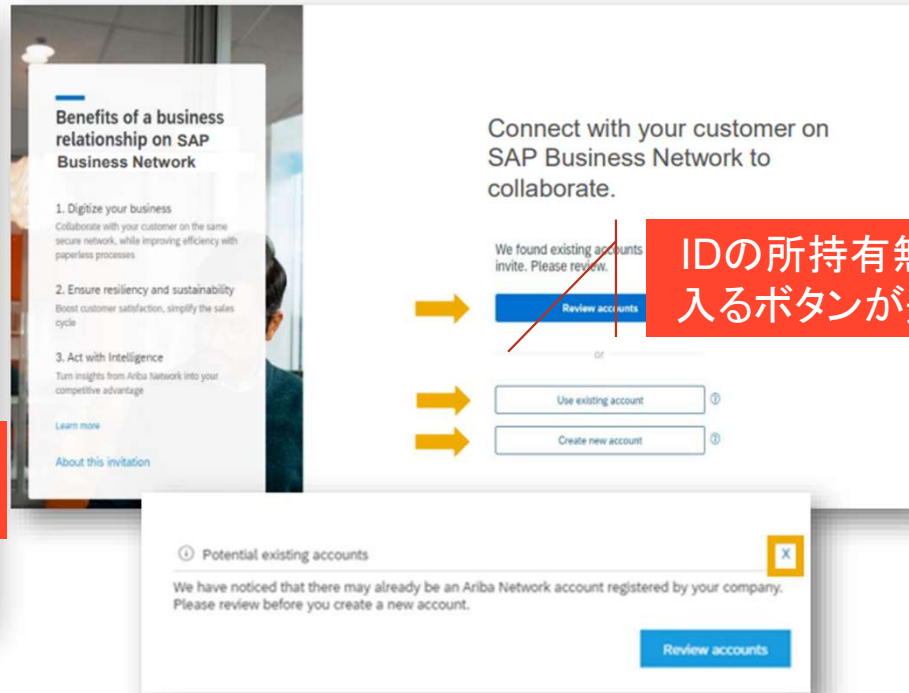 Benefits of a business
relationship on SAP
Business Network
1. Digitize your business
Collaborate with your customer on the same
secure network, while improving efficiency with
paperless processes
2. Ensure resiliency and sustainability
Boost customer satisfaction, simplify the sales
cycle
3. Act with Intelligence
Turn insights from Ariba Network into your
competitive advantage
Learn more
About this invitation
Connect with your customer on
SAP Business Network to
collaborate.
We found existing accounts
invite. Please review.
Review accounts
or
Use existing account
Create new account
IDの所持有無
入るボタンが
Potential existing accounts
X
We have noticed that there may already be an Ariba Network account registered by your company.
Please review before you create a new account.
Review accounts